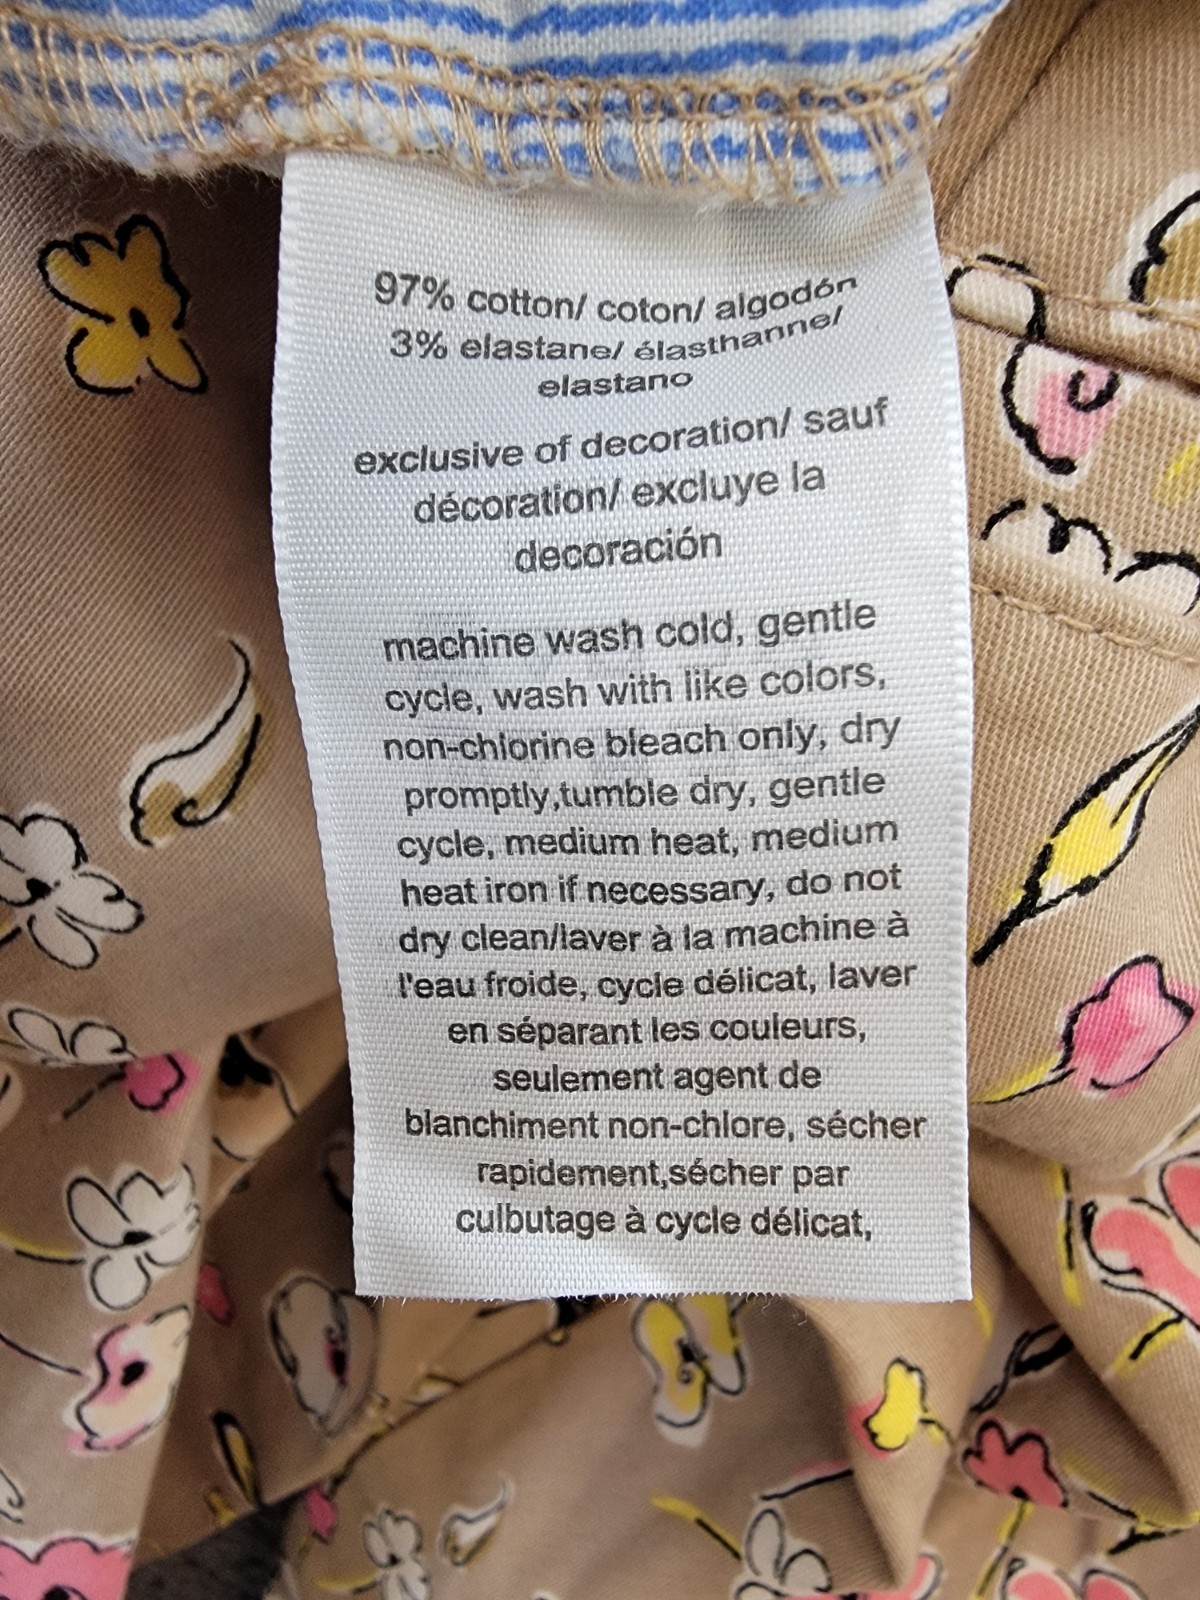 97% cotton/ coton/ algodón
3% elastane/ élasthanne/
elastano
exclusive of decoration/ sauf
décoration/ excluye la
decoración
machine wash cold, gentle
cycle, wash with like colors,
non-chlorine bleach only, dry
promptly,tumble dry, gentle
cycle, medium heat, medium
heat iron if necessary, do not
dry clean/laver à la machine à
l'eau froide, cycle délicat, laver
en séparant les couleurs,
seulement agent de
blanchiment non-chlore, sécher
rapidement,sécher par
culbutage à cycle délicat,